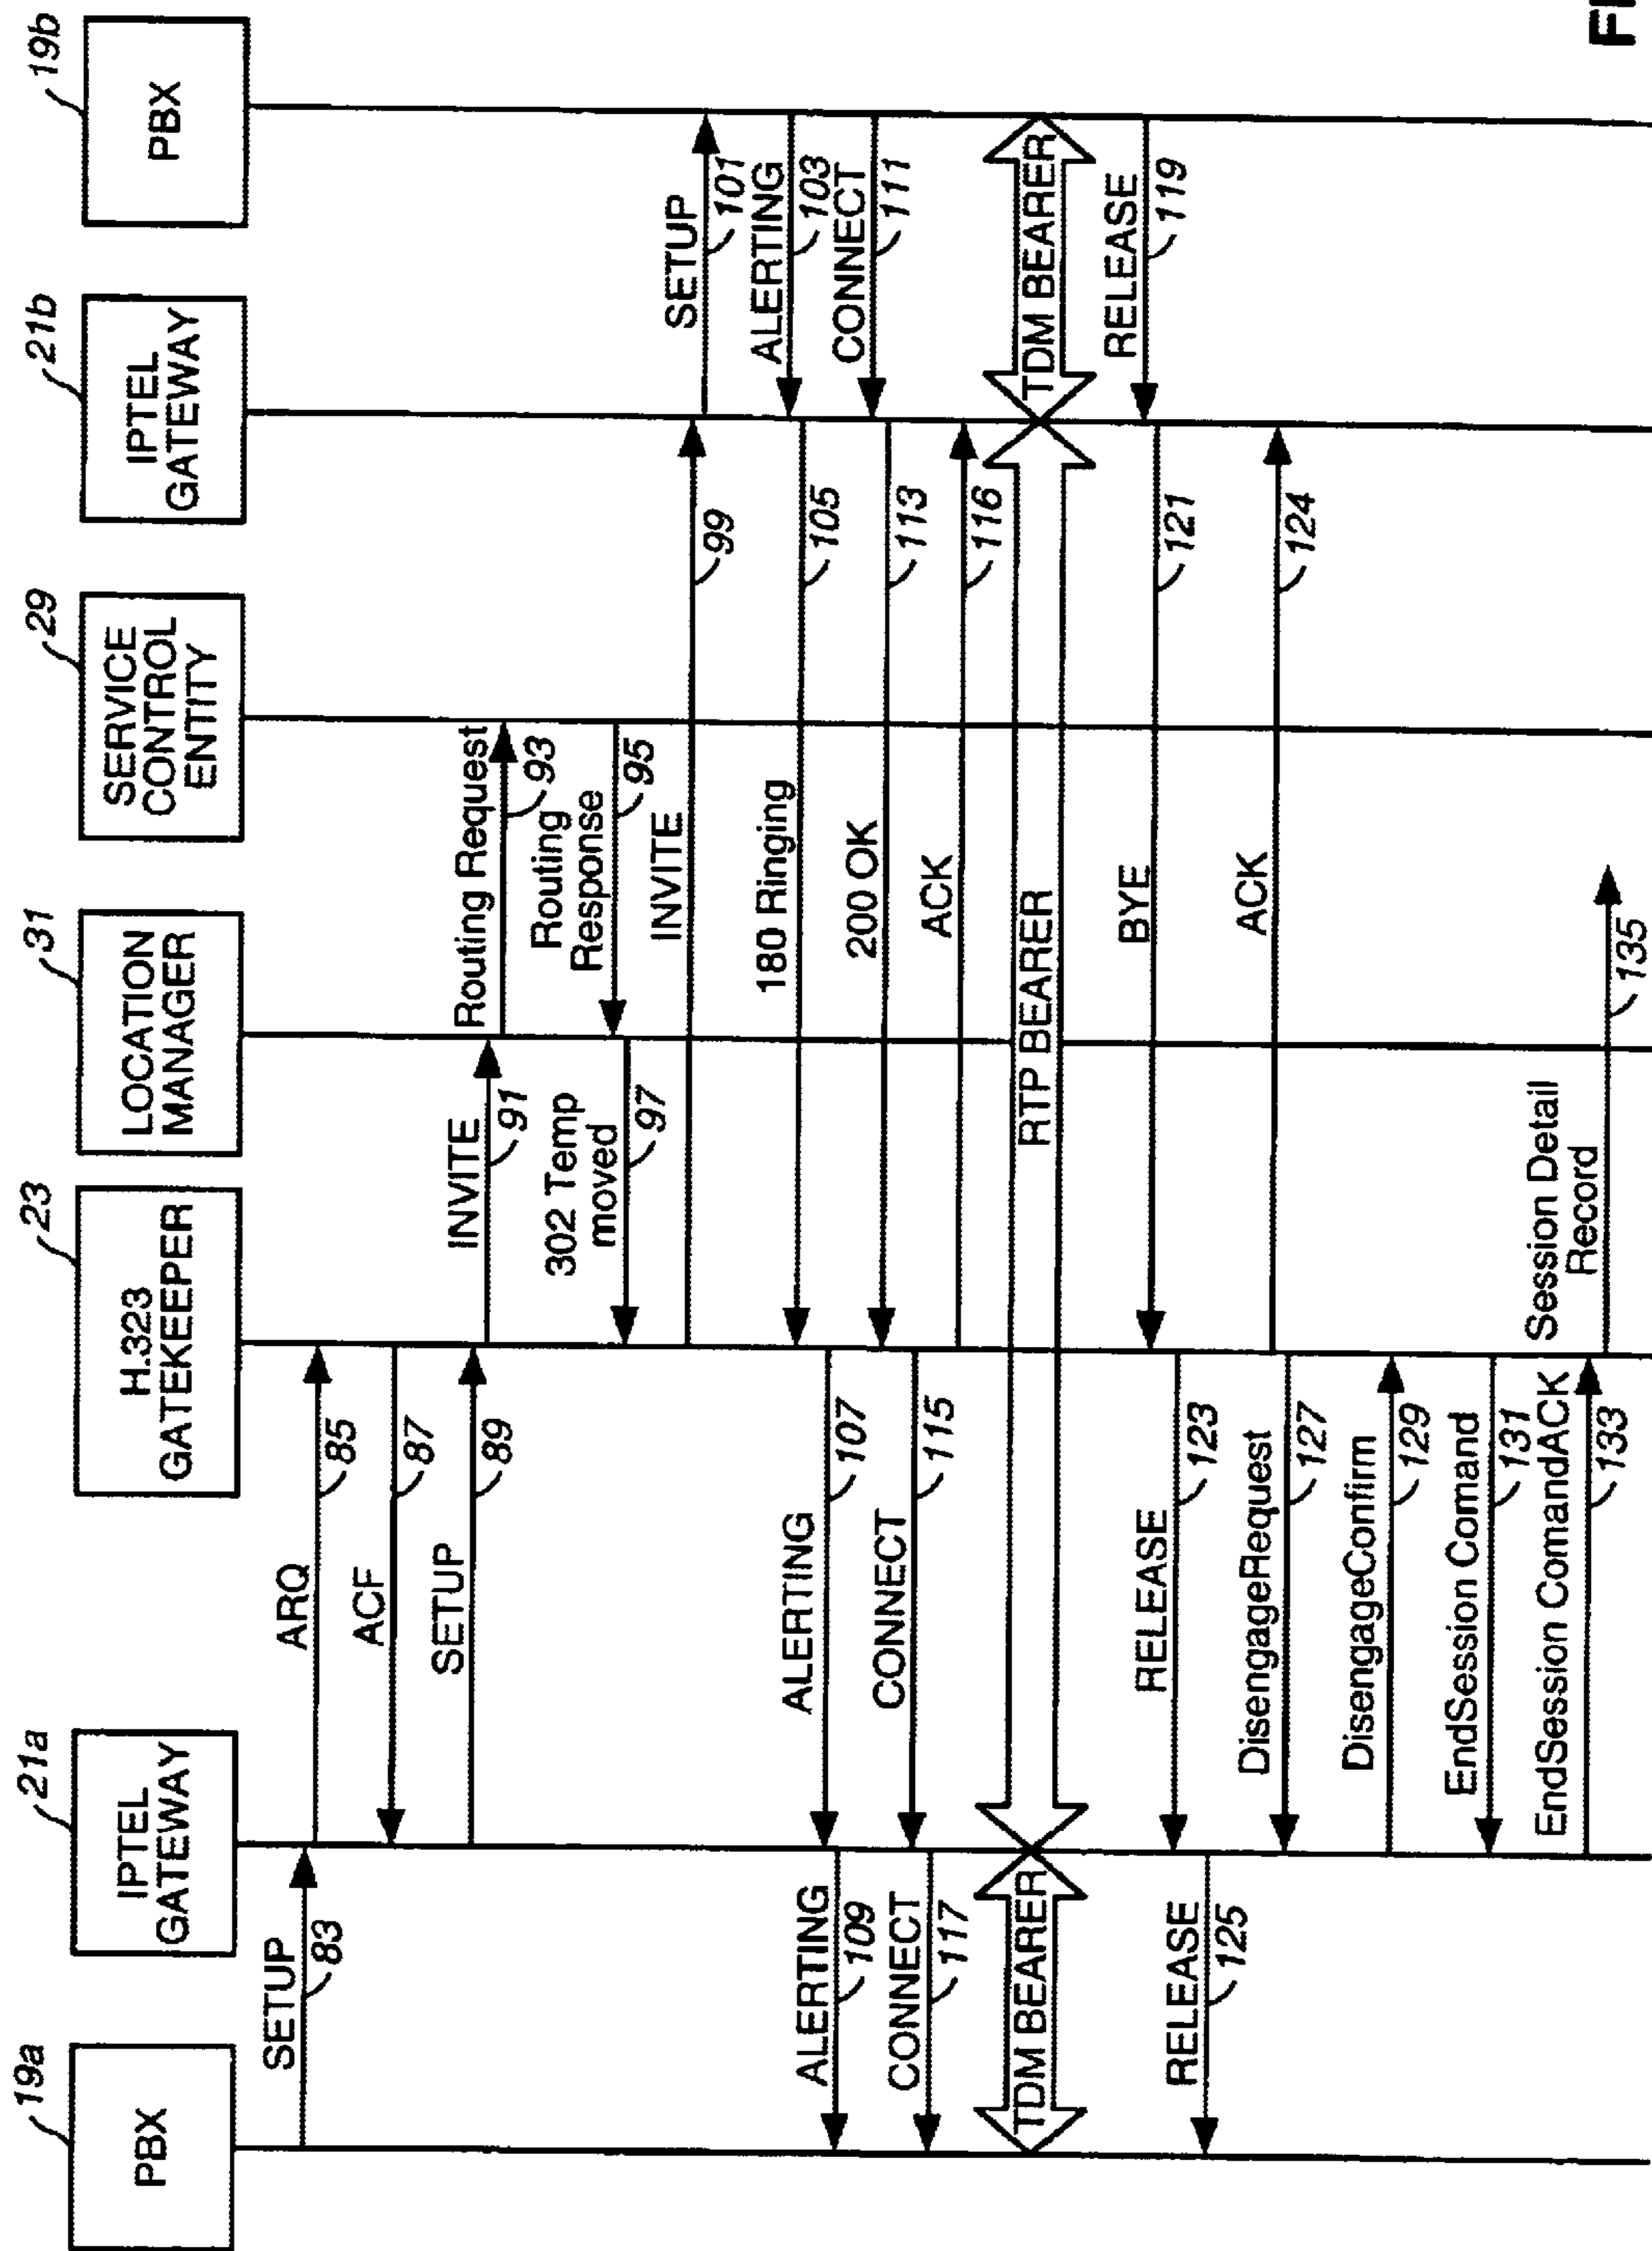 19a
PBX
21a
IPTEL
GATEWAY
23
H.323
GATEKEEPER
31
LOCATION
MANAGER
29
SERVICE
CONTROL
ENTITY
21b
IPTEL
GATEWAY
19b
PBX
SETUP
83
ARQ
85
ACF
87
SETUP
89
INVITE
91
Routing Request
93
Routing
Response
95
302 Temp
moved
97
INVITE
99
SETUP
101
ALERTING
103
180 Ringing
105
ALERTING
107
ALERTING
109
CONNECT
111
200 OK
113
CONNECT
115
CONNECT
117
ACK
116
TDM BEARER
RTP BEARER
TDM BEARER
RELEASE
119
BYE
121
RELEASE
123
RELEASE
125
ACK
124
DisengageRequest
127
DisengageConfirm
129
EndSession Comand
131
EndSession ComandACK
133
Session Detail
Record
135